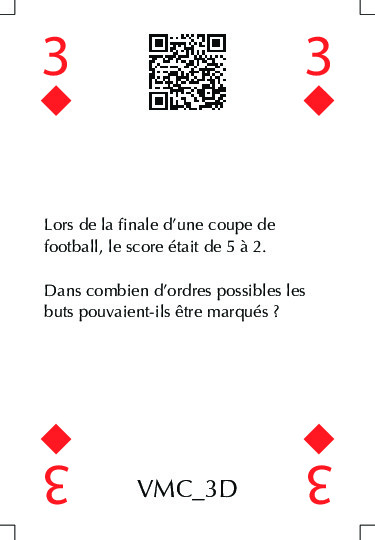 3
3
Lors de la finale d’une coupe de
football, le score était de 5 à 2.
Dans combien d’ordres possibles les
buts pouvaient-ils être marqués ?
3
VMC_3D
3